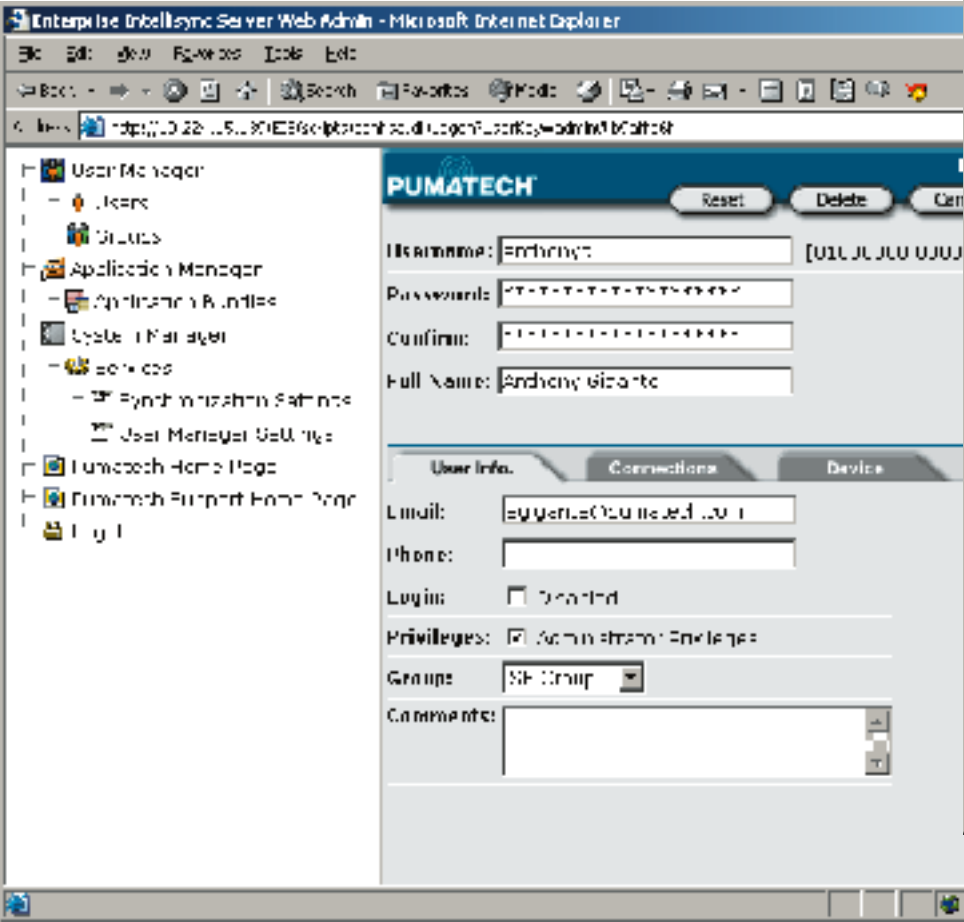 Enterprise Intellisync Server Web Admin - Microsoft Internet Explorer
File Edit View Favorites Tools Help
Back Search Favorites Media
User Manager
Users
Groups
Application Manager
Application Bundles
System Manager
Services
Synchronization Settings
User Manager Settings
Pumatech Home Page
Pumatech Support Home Page
PUMATECH
Reset Delete Can
Username:
Password:
Confirm:
Full Name: Anthony Gigante
User Info. Connections Device
Email:
Phone:
Login: Disabled
Privileges: Administrator Privileges
Group: Group
Comments: